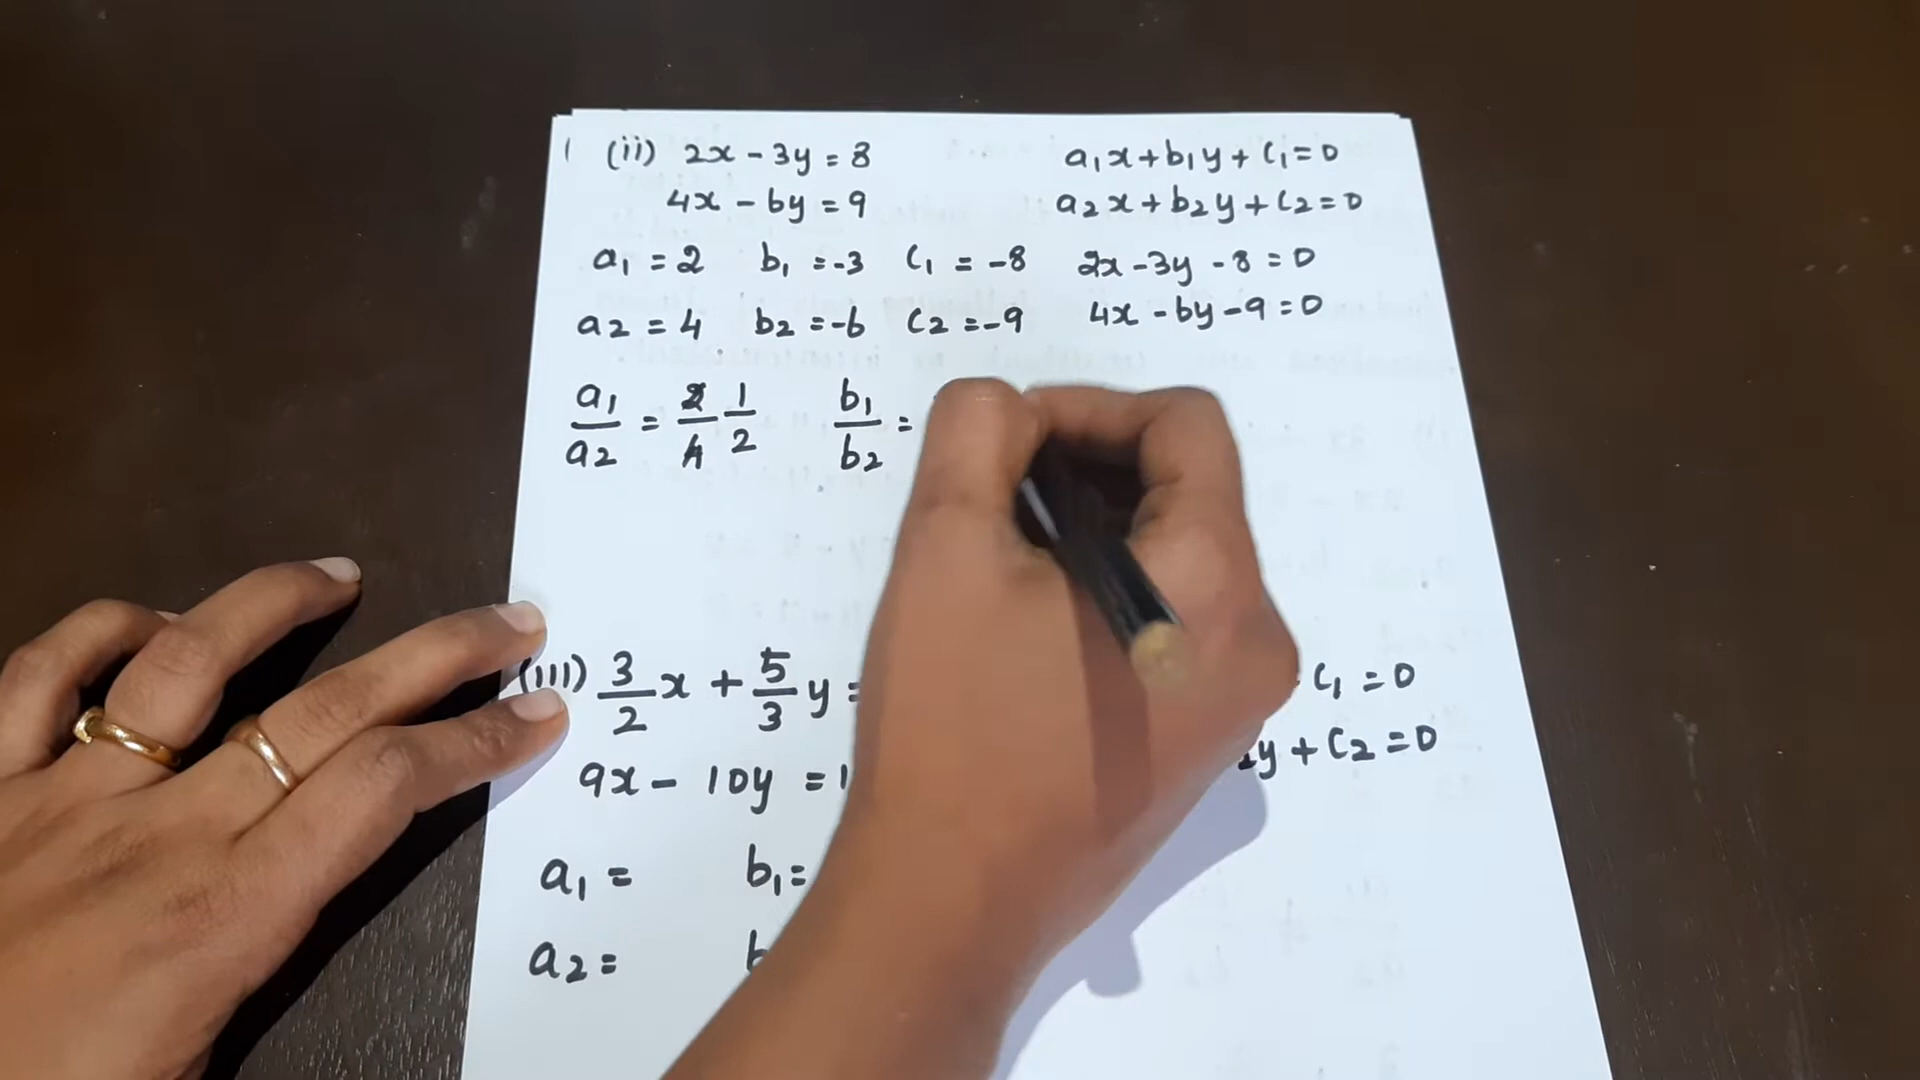 (ii) 2x - 3y = 8
4x - 6y = 9
a₁x + b₁y + c₁ = 0
a₂x + b₂y + c₂ = 0
a₁ = 2 b₁ = -3 c₁ = -8 2x - 3y - 8 = 0
a₂ = 4 b₂ = -6 c₂ = -9 4x - 6y - 9 = 0
a₁/a₂ = 2/4 1/2 b₁/b₂ =
(iii) 3/2 x + 5/3 y = c₁ = 0
9x - 10y = 1 y + c₂ = 0
a₁ = b₁ =
a₂ = b